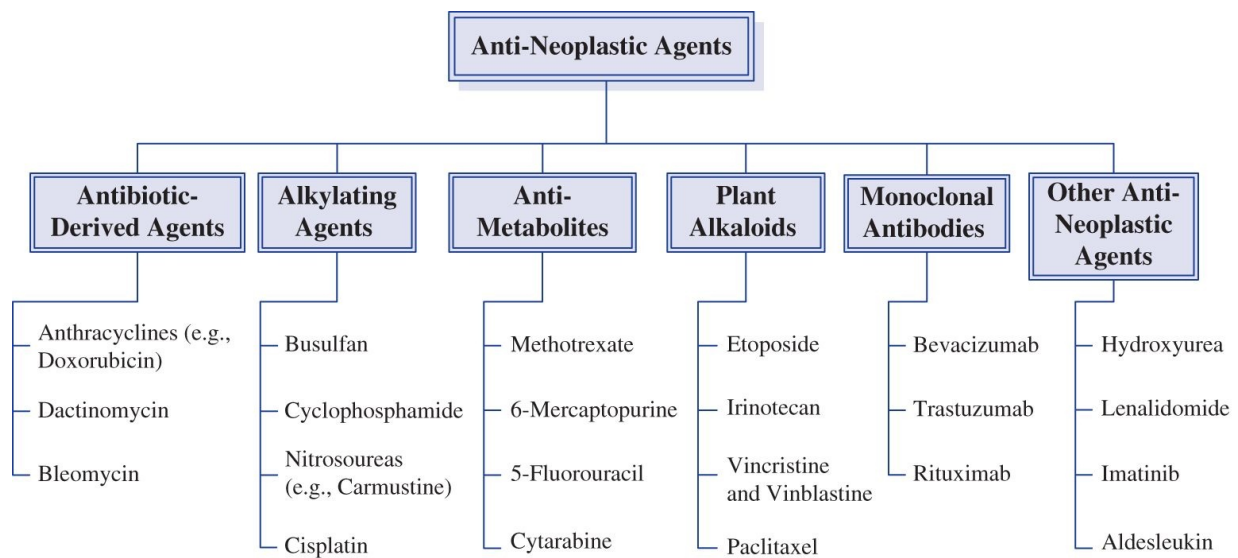 Anti-Neoplastic Agents
Antibiotic-
Derived Agents
Anthracyclines (e.g.,
Doxorubicin)
Dactinomycin
Bleomycin
Alkylating
Agents
Busulfan
Cyclophosphamide
Nitrosoureas
(e.g., Carmustine)
Cisplatin
Anti-
Metabolites
Methotrexate
6-Mercaptopurine
5-Fluorouracil
Cytarabine
Plant
Alkaloids
Etoposide
Irinotecan
Vincristine
and Vinblastine
Paclitaxel
Monoclonal
Antibodies
Bevacizumab
Trastuzumab
Rituximab
Other Anti-
Neoplastic
Agents
Hydroxyurea
Lenalidomide
Imatinib
Aldesleukin